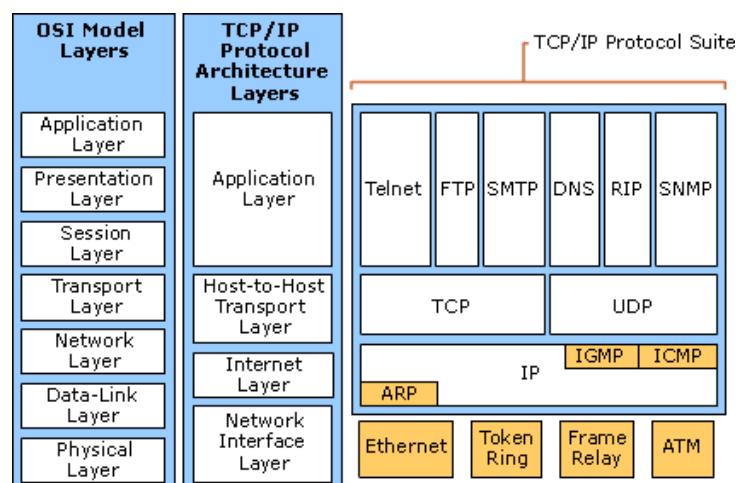 OSI Model
Layers
Application
Layer
Presentation
Layer
Session
Layer
Transport
Layer
Network
Layer
Data-Link
Layer
Physical
Layer
TCP/IP
Protocol
Architecture
Layers
Application
Layer
Host-to-Host
Transport
Layer
Internet
Layer
Network
Interface
Layer
TCP/IP Protocol Suite
Telnet
FTP
SMTP
DNS
RIP
SNMP
TCP
UDP
IP
IGMP
ICMP
ARP
Ethernet
Token
Ring
Frame
Relay
ATM